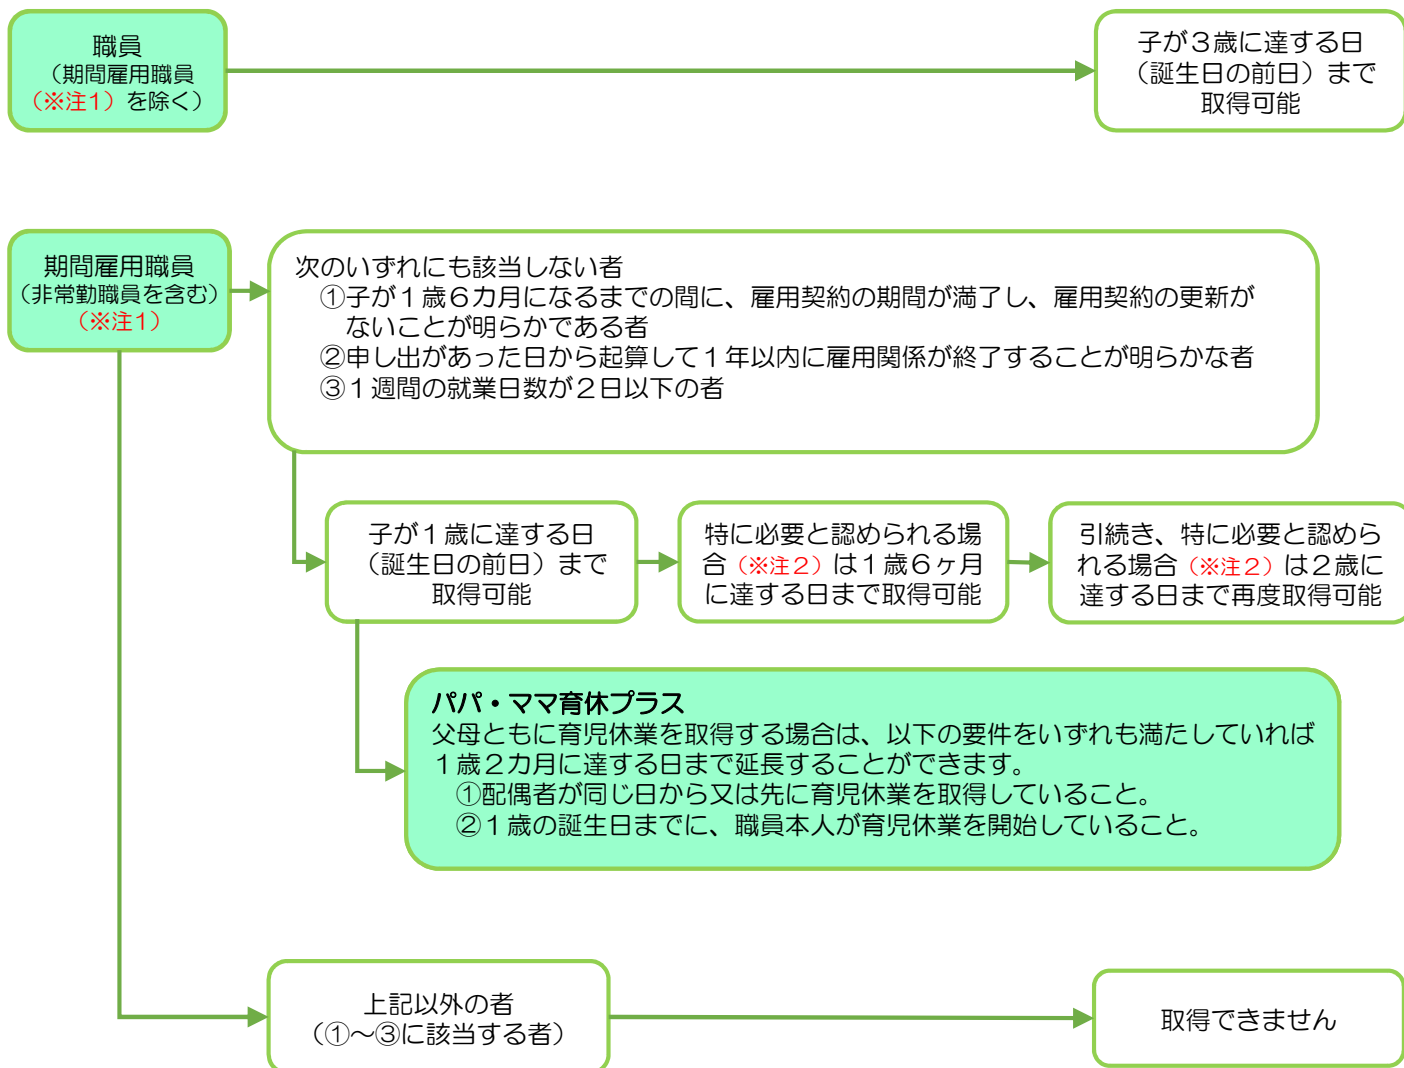 職員
（期間雇用職員
（※注1）を除く）
子が３歳に達する日
（誕生日の前日）まで
取得可能
期間雇用職員
（非常勤職員を含む）
（※注1）
次のいずれにも該当しない者
①子が１歳６カ月になるまでの間に、雇用契約の期間が満了し、雇用契約の更新が
ないことが明らかである者
②申し出があった日から起算して１年以内に雇用関係が終了することが明らかな者
③１週間の就業日数が２日以下の者
子が１歳に達する日
（誕生日の前日）まで
取得可能
特に必要と認められる場
合（※注２）は１歳６ヶ月
に達する日まで取得可能
引続き、特に必要と認めら
れる場合（※注２）は２歳に
達する日まで再度取得可能
パパ・ママ育休プラス
父母ともに育児休業を取得する場合は、以下の要件をいずれも満たしていれば
１歳２カ月に達する日まで延長することができます。
①配偶者が同じ日から又は先に育児休業を取得していること。
②１歳の誕生日までに、職員本人が育児休業を開始していること。
上記以外の者
（①～③に該当する者）
取得できません